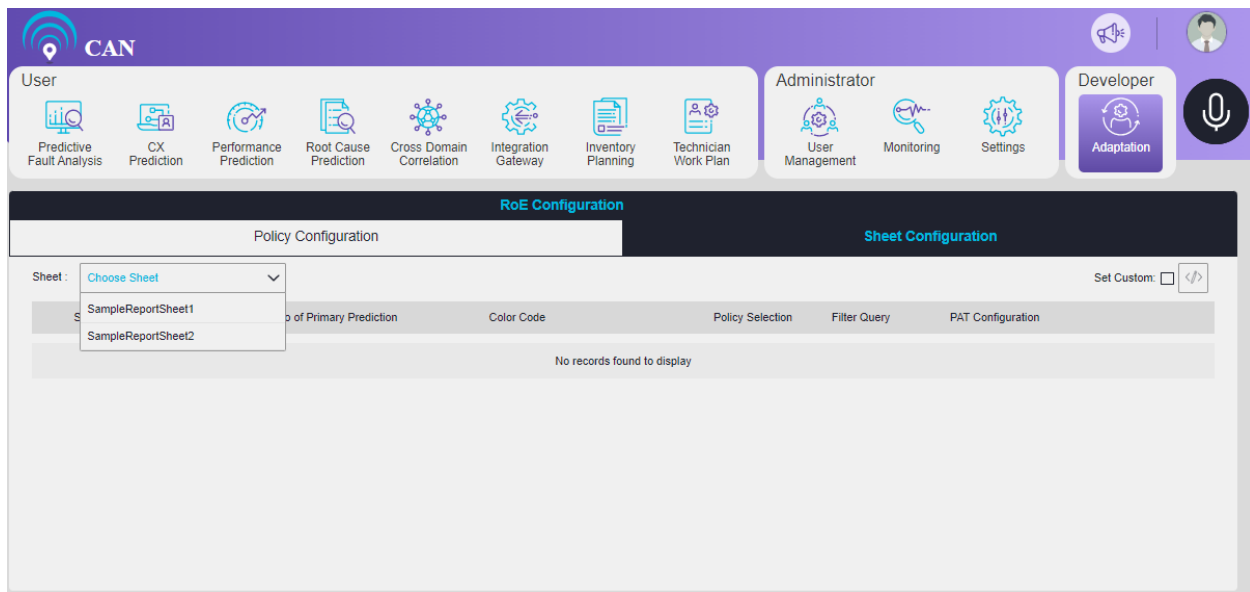 CAN
User
Administrator
Developer
Predictive
Fault Analysis
CX
Prediction
Performance
Prediction
Root Cause
Prediction
Cross Domain
Correlation
Integration
Gateway
Inventory
Planning
Technician
Work Plan
User
Management
Monitoring
Settings
Adaptation
RoE Configuration
Policy Configuration
Sheet Configuration
Sheet :
Choose Sheet
Set Custom:
</>
SampleReportSheet1
SampleReportSheet2
of Primary Prediction
Color Code
Policy Selection
Filter Query
PAT Configuration
No records found to display